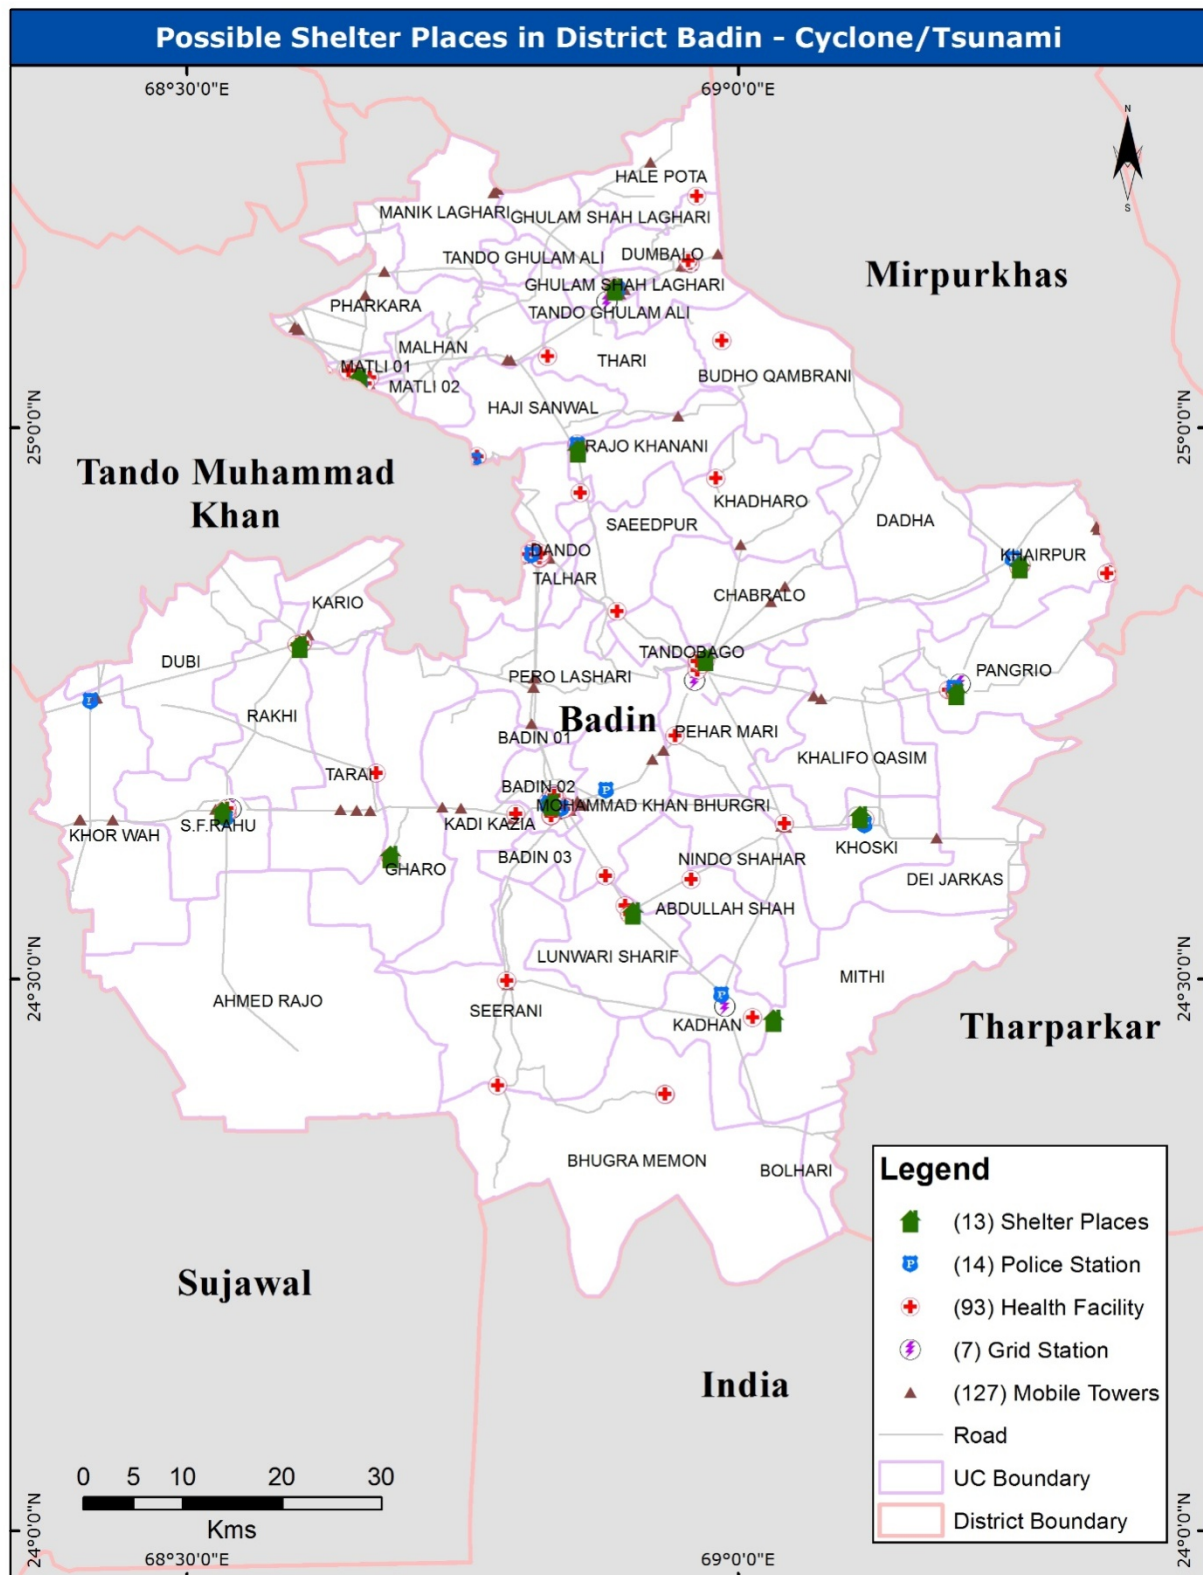 Possible Shelter Places in District Badin - Cyclone/Tsunami
68°30'0"E
69°0'0"E
N
S
HALE POTA
MANIK LAGHARI
GHULAM SHAH LAGHARI
TANDO GHULAM ALI
DUMBALO
Mirpurkhas
GHULAM SHAH LAGHARI
PHARKARA
TANDO GHULAM ALI
MALHAN
THARI
MATLI 01
BUDHO QAMBRANI
MATLI 02
HAJI SANWAL
25°0'0"N
25°0'0"N
RAJO KHANANI
Tando Muhammad
Khan
KHADHARO
SAEEDPUR
DADHA
DANDO
KHAIRPUR
TALHAR
CHABRALO
KARIO
TANDOBAGO
DUBI
PANGRIO
PERO LASHARI
RAKHI
Badin
BADIN 01
PEHAR MARI
KHALIFO QASIM
TARAI
BADIN 02
MOHAMMAD KHAN BHURGRI
S.F.RAHU
KADI KAZIA
KHOR WAH
KHOSKI
BADIN 03
NINDO SHAHAR
GHARO
DEI JARKAS
ABDULLAH SHAH
LUNWARI SHARIF
MITHI
24°30'0"N
24°30'0"N
AHMED RAJO
SEERANI
KADHAN
Tharparkar
BHUGRA MEMON
BOLHARI
Legend
(13) Shelter Places
P (14) Police Station
(93) Health Facility
(7) Grid Station
(127) Mobile Towers
Road
UC Boundary
District Boundary
Sujawal
India
0 5 10 20 30
Kms
24°0'0"N
24°0'0"N
68°30'0"E
69°0'0"E